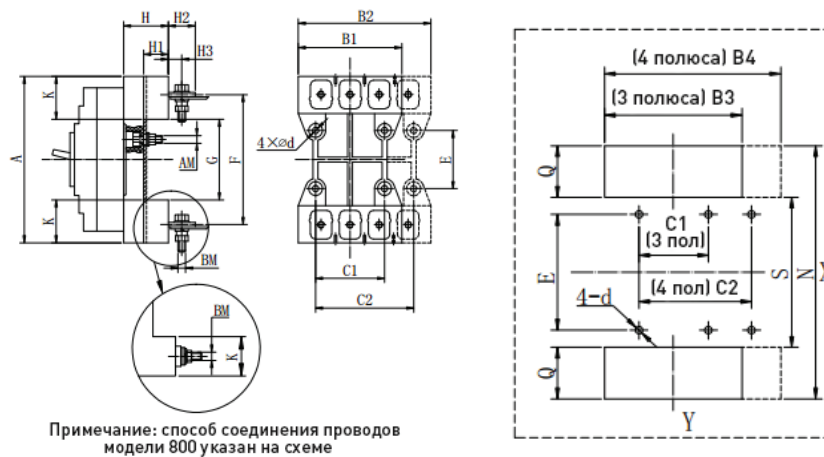 H
H2
H1
H3
K
A
AM
G
F
K
BM
BM
K
B2
B1
4×ød
E
C1
C2
Примечание: способ соединения проводов
модели 800 указан на схеме
(4 полюса) B4
(3 полюса) B3
Q
C1
(3 пол)
E
(4 пол) C2
S
N
4-d
Q
Y